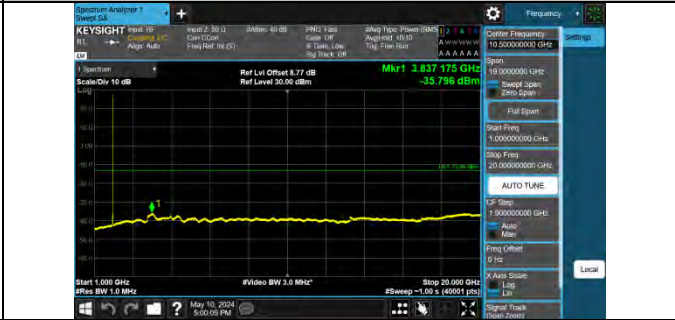 Spectrum Analyzer 1
Swept SA
+
Frequency
KEYSIGHT
Input: RF
Coupling: DC
Align: Auto
Input Z: 50 Ω
Corr CCorr
Freq Ref: Int (S)
#Atten: 40 dB
PNO: Fast
Gate: Off
IF Gain: Low
Sig Track: Off
#Avg Type: Power (RMS
Trig: Free Run
Center Frequency
10.500000000 GHz
Settings
Span
19.0000000 GHz
Swept Span
Zero Span
Full Span
Start Freq
1.000000000 GHz
Stop Freq
20.000000000 GHz
AUTO TUNE
CF Step
1.900000000 GHz
Auto
Man
Freq Offset
0 Hz
X Axis Scale
Log
Lin
Signal Track
(Span Zoom)
Local
1 Spectrum
Scale/Div 10 dB
Log
Ref Lvl Offset 8.77 dB
Ref Level 30.00 dBm
Mkr1 3.837 175 GHz
-35.796 dBm
1
Start 1.000 GHz
#Res BW 1.0 MHz
#Video BW 3.0 MHz*
Stop 20.000 GHz
#Sweep ~1.00 s (40001 pts)
?
May 10, 2024
5:00:09 PM